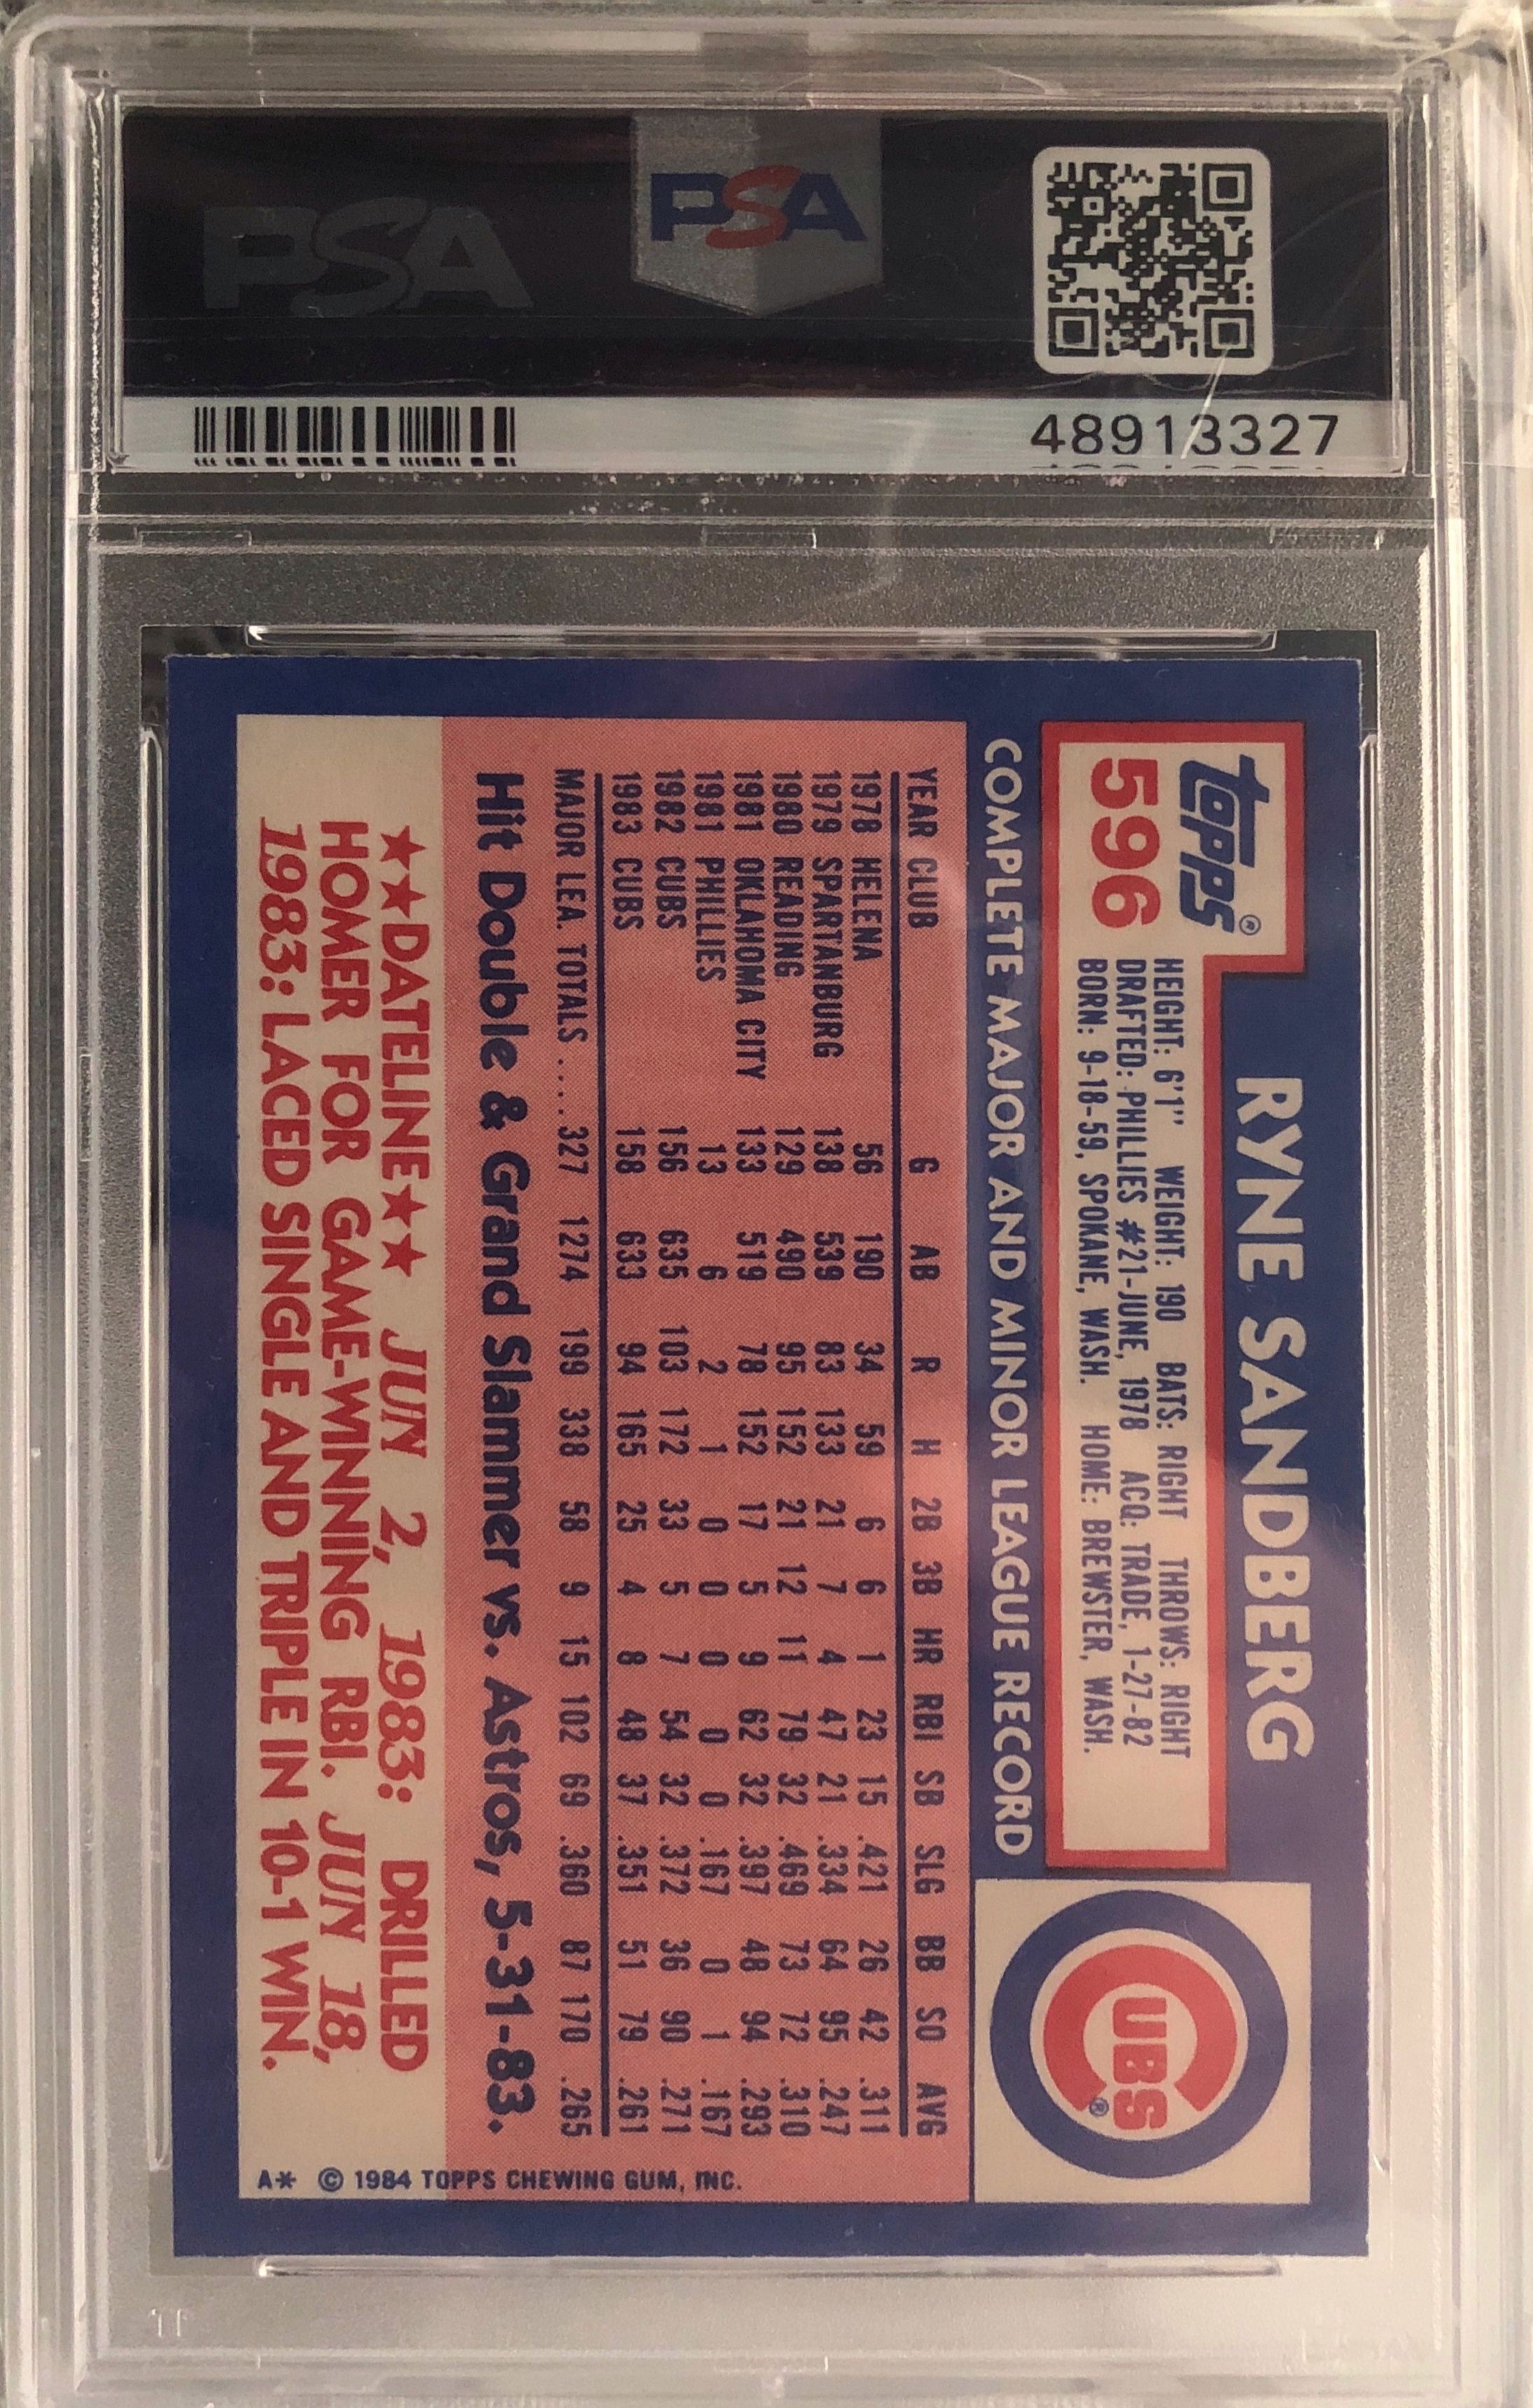 PSA
PSA
48913327
topps®
596
RYNE SANDBERG
HEIGHT: 6'1" WEIGHT: 190 BATS: RIGHT THROWS: RIGHT
DRAFTED: PHILLIES #21-JUNE, 1978 ACQ: TRADE, 1-27-82
BORN: 9-18-59, SPOKANE, WASH. HOME: BREWSTER, WASH.
CUBS®
COMPLETE MAJOR AND MINOR LEAGUE RECORD
YEAR CLUB G AB R H 2B 3B HR RBI SB SLG BB SO AVG
1978 HELENA 56 190 34 59 6 6 1 23 15 .421 26 42 .311
1979 SPARTANBURG 138 539 83 133 21 7 4 47 21 .334 64 95 .247
1980 READING 129 490 95 152 21 12 11 79 32 .469 73 72 .310
1981 OKLAHOMA CITY 133 519 78 152 17 5 9 62 32 .397 48 94 .293
1981 PHILLIES 13 6 2 1 0 0 0 0 0 .167 0 1 .167
1982 CUBS 156 635 103 172 33 5 7 54 32 .372 36 90 .271
1983 CUBS 158 633 94 165 25 4 8 48 37 .351 51 79 .261
MAJOR LEA. TOTALS .... 327 1274 199 338 58 9 15 102 69 .360 87 170 .265
Hit Double & Grand Slammer vs. Astros, 5-31-83.
★★DATELINE★★ JUN 2, 1983: DRILLED
HOMER FOR GAME-WINNING RBI. JUN 18,
1983: LACED SINGLE AND TRIPLE IN 10-1 WIN.
A* © 1984 TOPPS CHEWING GUM, INC.